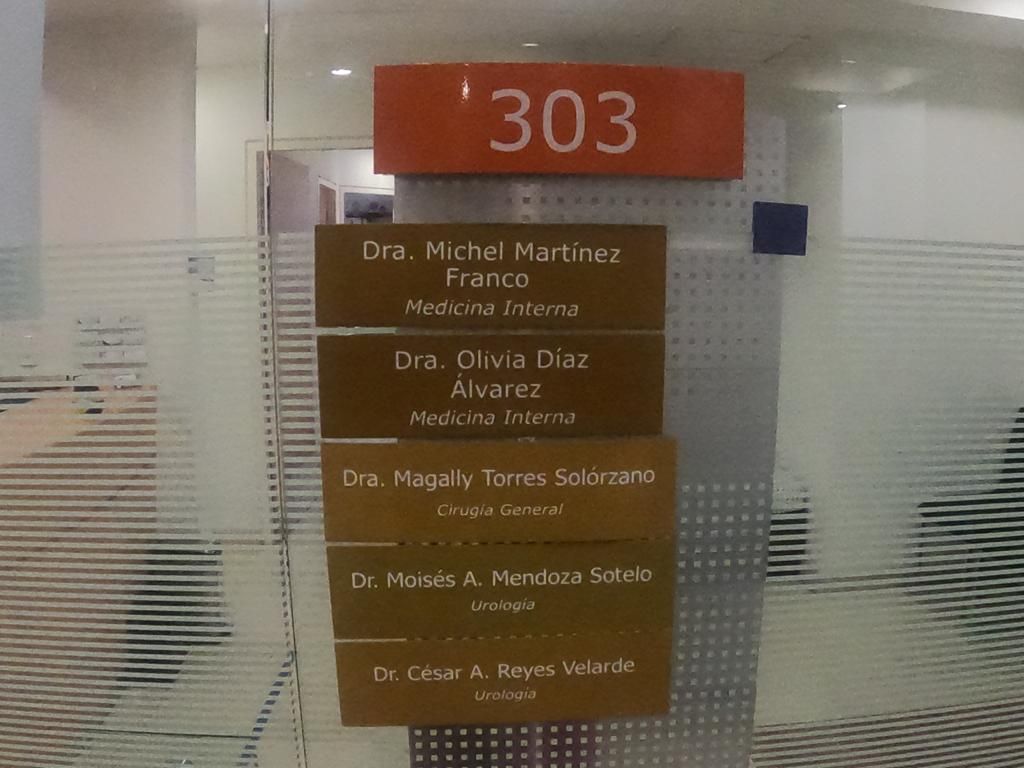 303
Dra. Michel Martínez
Franco
Medicina Interna
Dra. Olivia Díaz
Álvarez
Medicina Interna
Dra. Magally Torres Solórzano
Cirugía General
Dr. Moisés A. Mendoza Sotelo
Urología
Dr. César A. Reyes Velarde
Urología